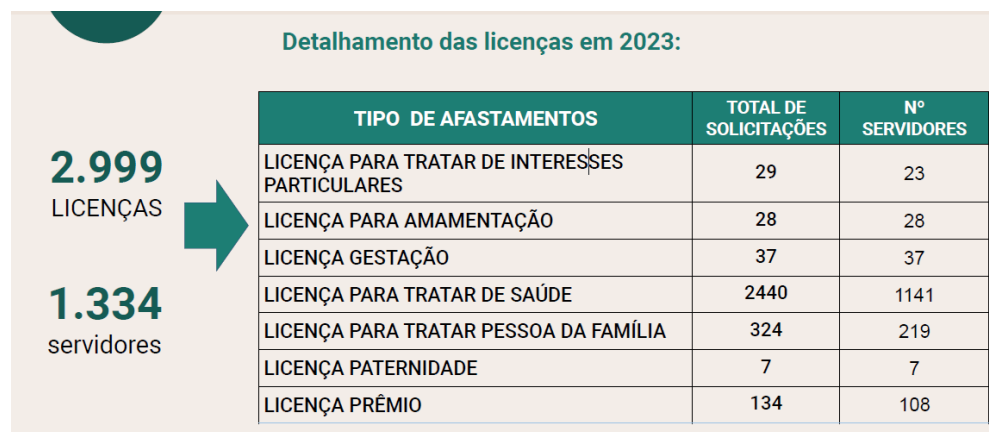 Detalhamento das licenças em 2023:
2.999
LICENÇAS
1.334
servidores
TIPO DE AFASTAMENTOS
TOTAL DE
SOLICITAÇÕES
Nº
SERVIDORES
LICENÇA PARA TRATAR DE INTERESSES
PARTICULARES
29
23
LICENÇA PARA AMAMENTAÇÃO
28
28
LICENÇA GESTAÇÃO
37
37
LICENÇA PARA TRATAR DE SAÚDE
2440
1141
LICENÇA PARA TRATAR PESSOA DA FAMÍLIA
324
219
LICENÇA PATERNIDADE
7
7
LICENÇA PRÊMIO
134
108